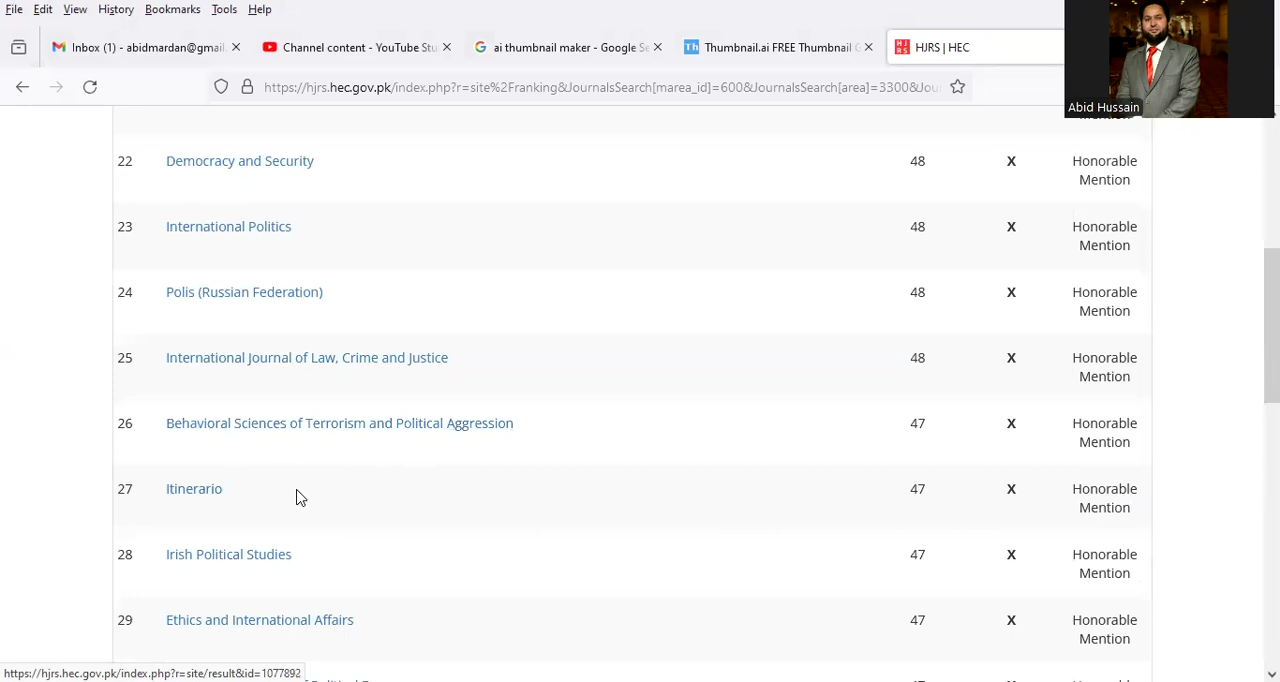 File Edit View History Bookmarks Tools Help
Inbox (1) - abidmardan@gmail
Channel content - YouTube Stu
ai thumbnail maker - Google Se
Th Thumbnail.ai FREE Thumbnail G
HJRS HJRS | HEC
https://hjrs.hec.gov.pk/index.php?r=site%2Franking&JournalsSearch[marea_id]=600&JournalsSearch[area]=3300&Jou
Abid Hussain
22 Democracy and Security 48 X Honorable
Mention
23 International Politics 48 X Honorable
Mention
24 Polis (Russian Federation) 48 X Honorable
Mention
25 International Journal of Law, Crime and Justice 48 X Honorable
Mention
26 Behavioral Sciences of Terrorism and Political Aggression 47 X Honorable
Mention
27 Itinerario 47 X Honorable
Mention
28 Irish Political Studies 47 X Honorable
Mention
29 Ethics and International Affairs 47 X Honorable
Mention
https://hjrs.hec.gov.pk/index.php?r=site/result&id=1077892